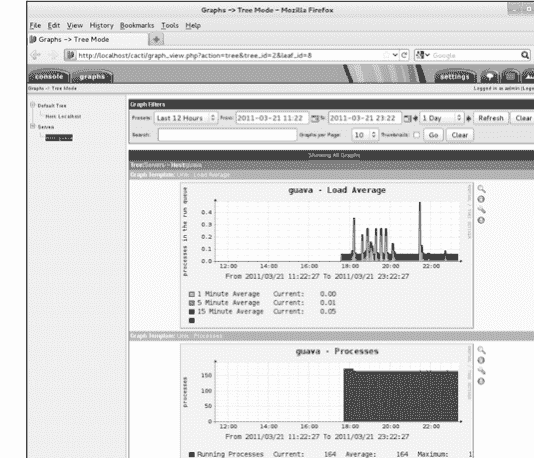 Graphs -> Tree Mode - Mozilla Firefox
File Edit View History Bookmarks Tools Help
Graphs -> Tree Mode
http://localhost/cacti/graph_view.php?action=tree&tree_id=2&leaf_id=8
Google
console graphs settings
Graphs -> Tree Mode Logged in as admin
Default Tree
Host: Localhost
Servers
Graph Filters
Presets: Last 12 Hours From: 2011-03-21 11:22 To: 2011-03-21 23:22 1 Day Refresh Clear
Search: Graphs per Page: 10 Thumbnails: Go Clear
Showing All Graphs
Graph Template: Load Average
guava - Load Average
processes in the run queue
0.4
0.3
0.2
0.1
0.0
12:00 14:00 16:00 18:00 20:00 22:00
From 2011/03/21 11:22:27 To 2011/03/21 23:22:27
1 Minute Average Current: 0.00
5 Minute Average Current: 0.01
15 Minute Average Current: 0.05
Graph Template: Processes
guava - Processes
processes
150
100
50
0
12:00 14:00 16:00 18:00 20:00 22:00
From 2011/03/21 11:22:27 To 2011/03/21 23:22:27
Running Processes Current: 164 Average: 164 Maximum: 1